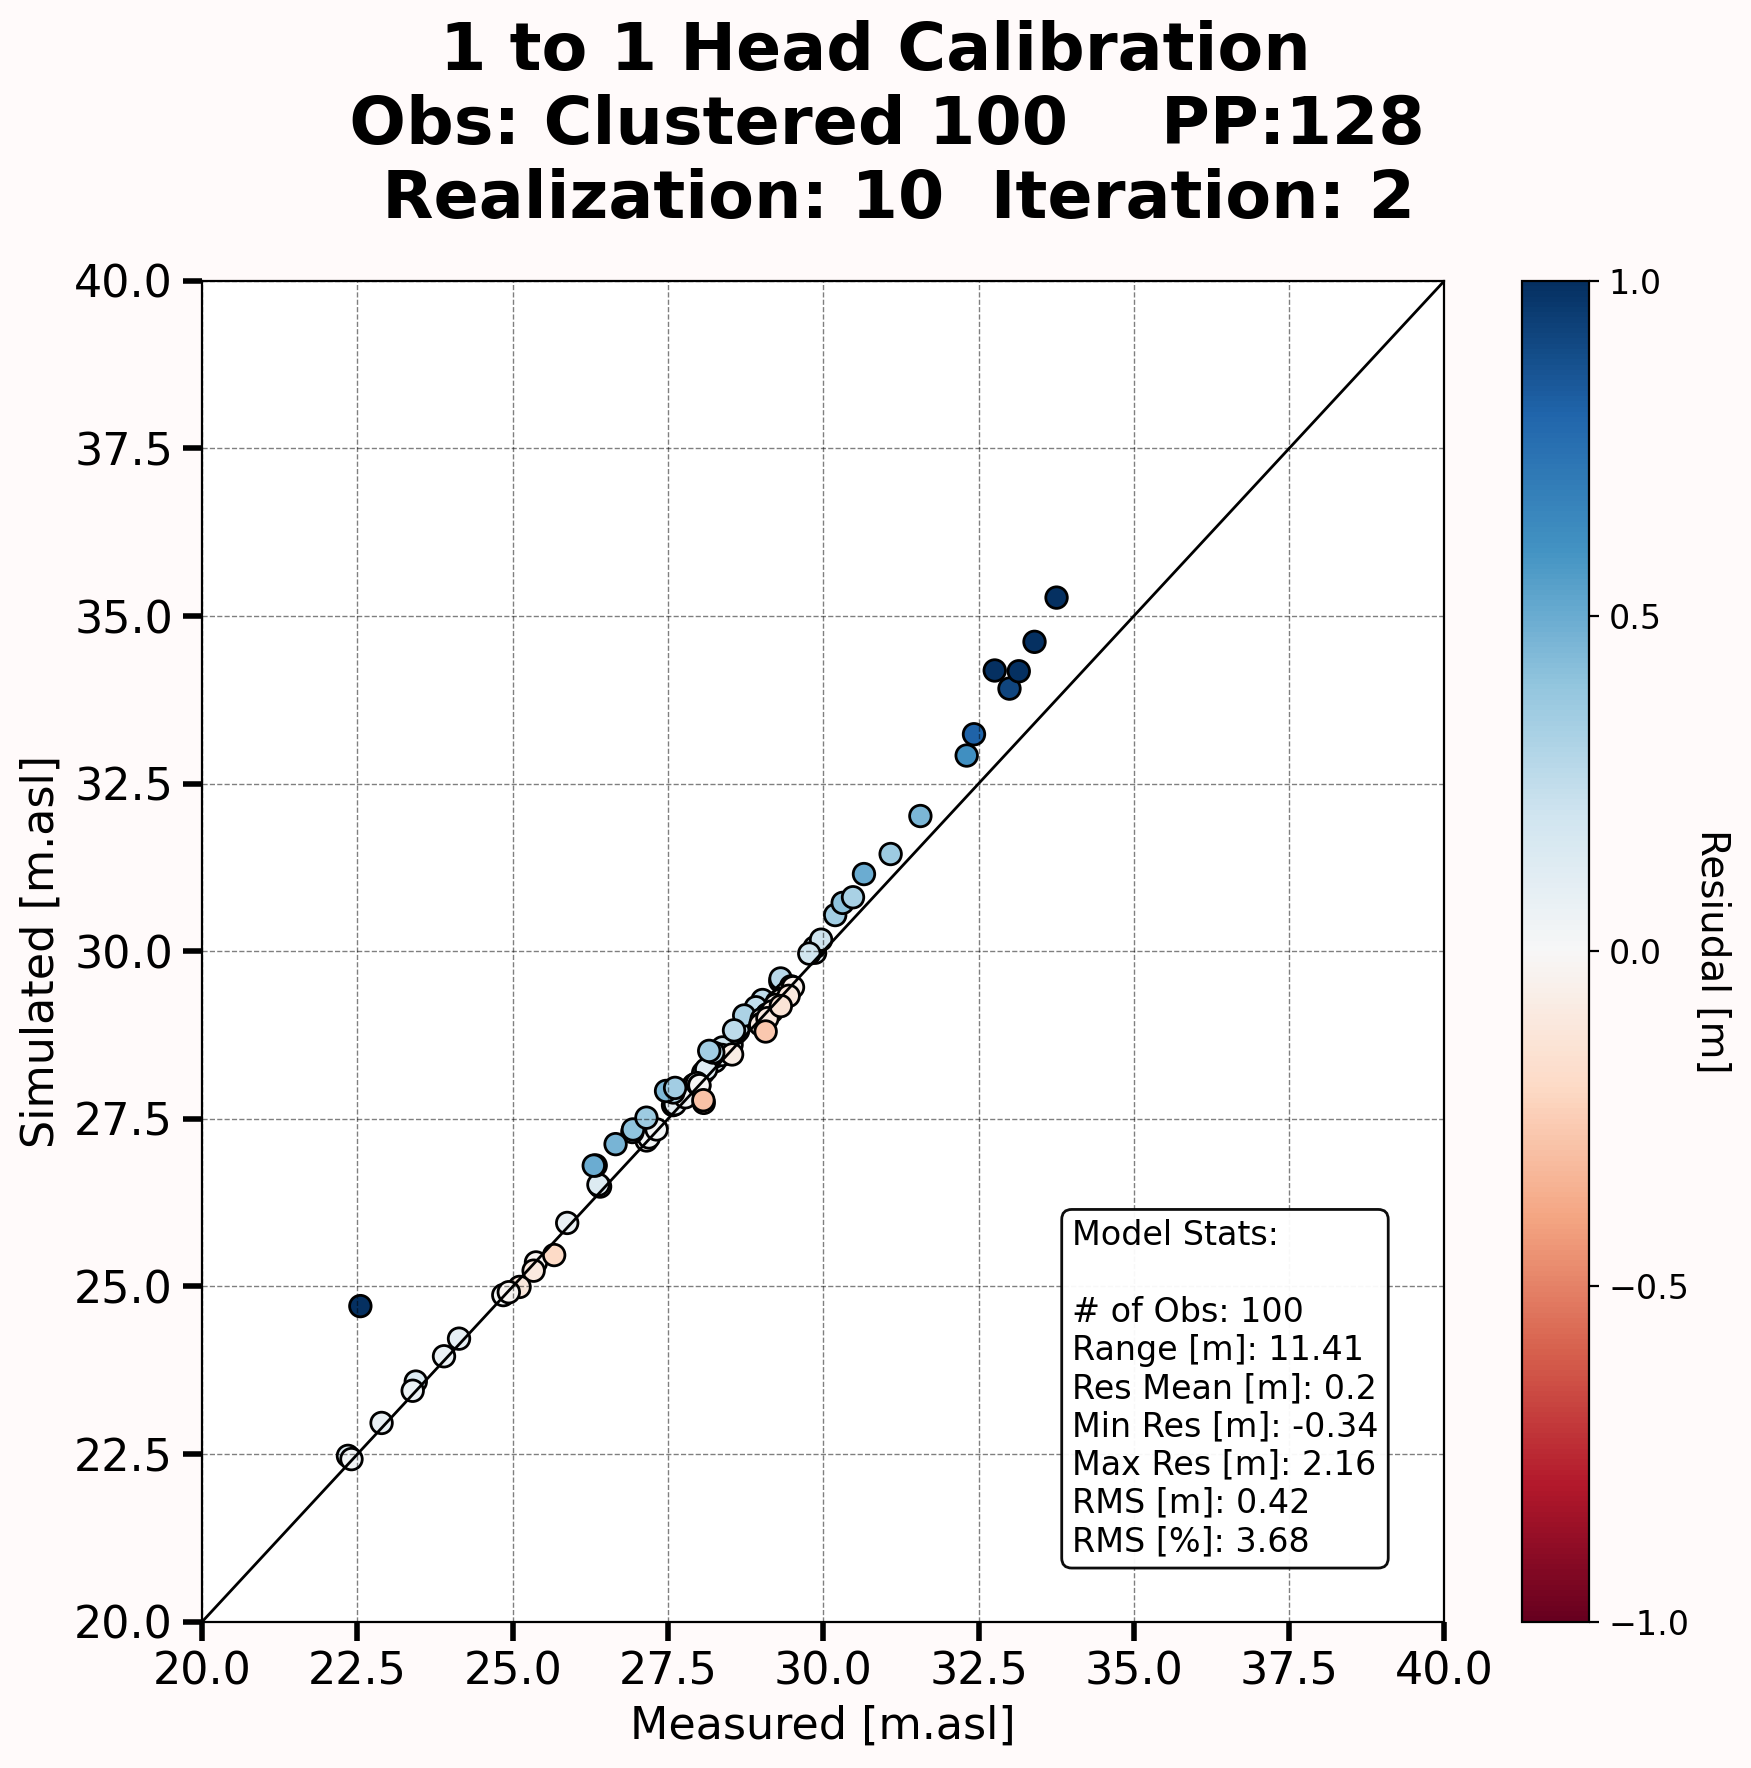 1 to 1 Head Calibration
Obs: Clustered 100 PP:128
Realization: 10 Iteration: 2
40.0
37.5
35.0
32.5
30.0
27.5
25.0
22.5
20.0
Simulated [m.asl]
20.0 22.5 25.0 27.5 30.0 32.5 35.0 37.5 40.0
Measured [m.asl]
Model Stats:
# of Obs: 100
Range [m]: 11.41
Res Mean [m]: 0.2
Min Res [m]: -0.34
Max Res [m]: 2.16
RMS [m]: 0.42
RMS [%]: 3.68
1.0
0.5
0.0
−0.5
−1.0
Resiudal [m]